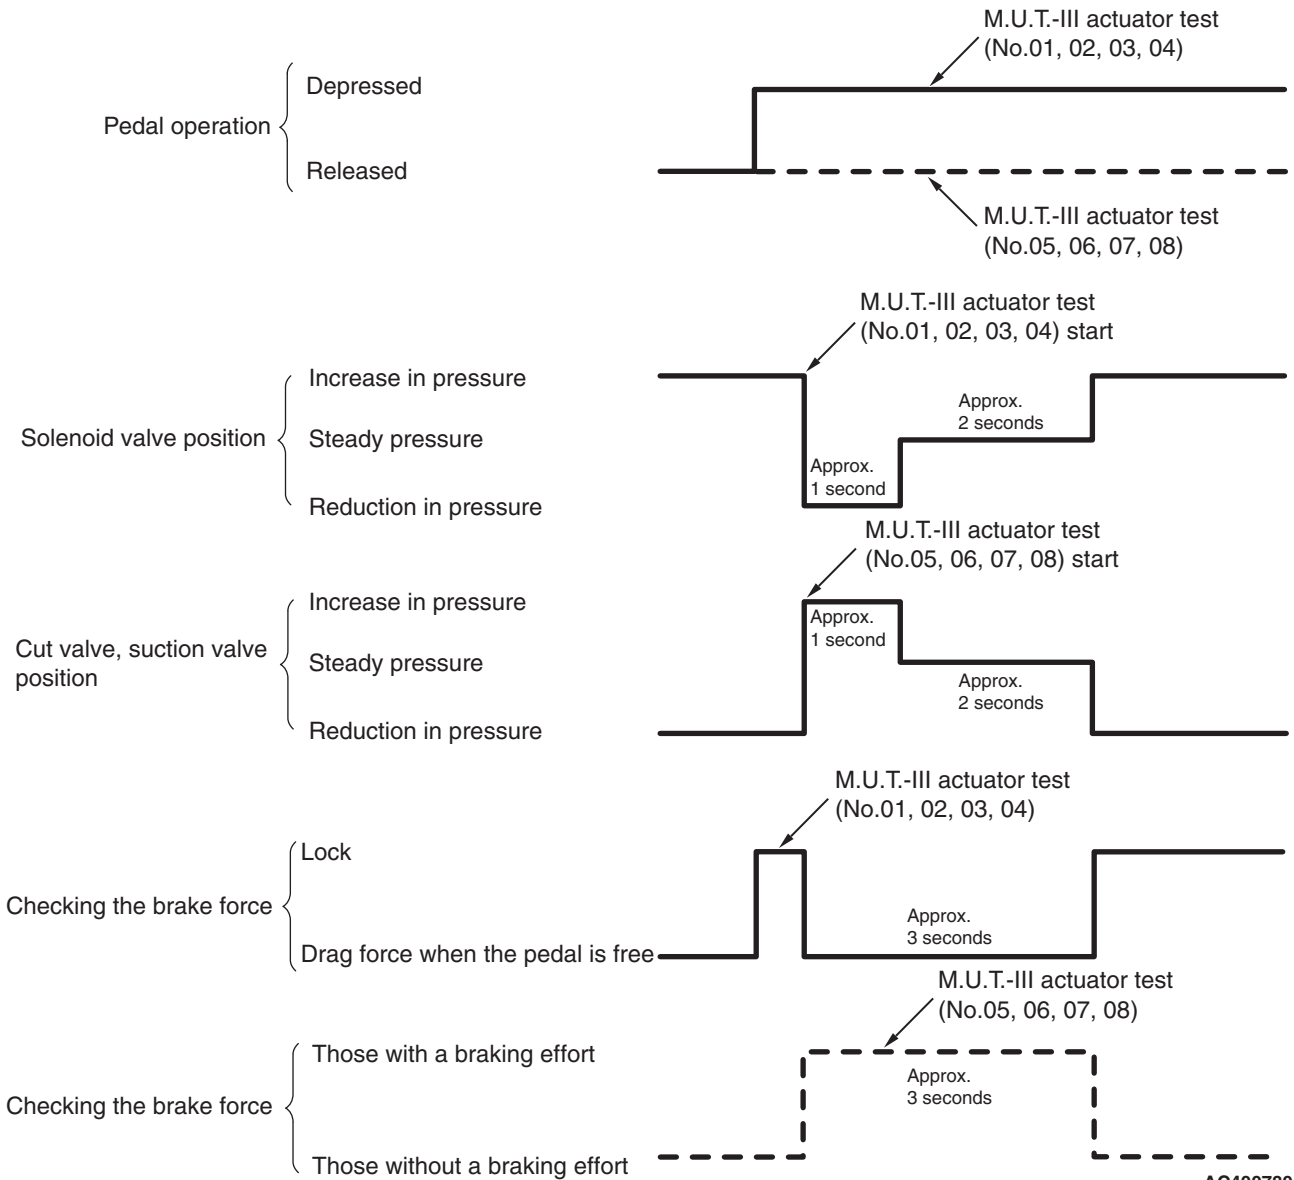 M.U.T.-III actuator test
(No.01, 02, 03, 04)
Depressed
Pedal operation
Released
M.U.T.-III actuator test
(No.05, 06, 07, 08)
M.U.T.-III actuator test
(No.01, 02, 03, 04) start
Increase in pressure
Approx.
2 seconds
Solenoid valve position
Steady pressure
Approx.
1 second
Reduction in pressure
M.U.T.-III actuator test
(No.05, 06, 07, 08) start
Increase in pressure
Approx.
1 second
Cut valve, suction valve
position
Steady pressure
Approx.
2 seconds
Reduction in pressure
M.U.T.-III actuator test
(No.01, 02, 03, 04)
Lock
Checking the brake force
Approx.
3 seconds
Drag force when the pedal is free
M.U.T.-III actuator test
(No.05, 06, 07, 08)
Those with a braking effort
Approx.
3 seconds
Checking the brake force
Those without a braking effort